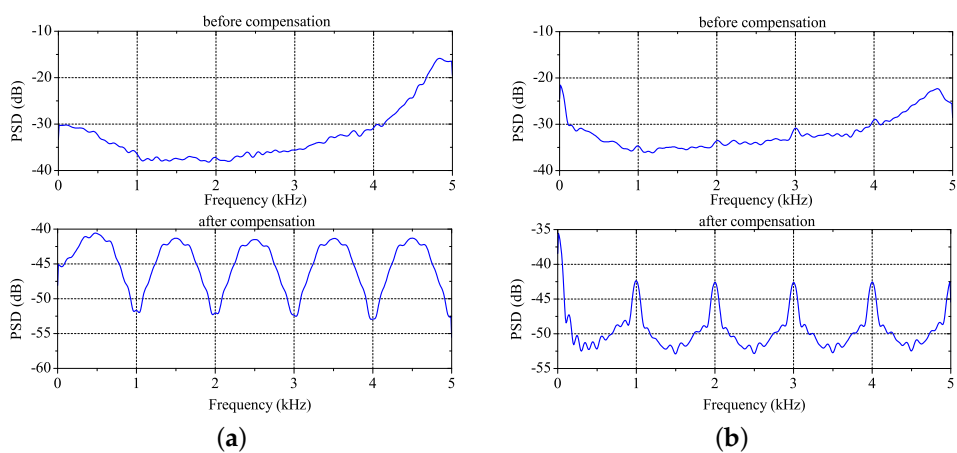 before compensation
-10
-20
-30
-40
PSD (dB)
0 1 2 3 4 5
Frequency (kHz)
after compensation
-40
-45
-50
-55
-60
PSD (dB)
0 1 2 3 4 5
Frequency (kHz)
(a)
before compensation
-10
-20
-30
-40
PSD (dB)
0 1 2 3 4 5
Frequency (kHz)
after compensation
-35
-40
-45
-50
-55
PSD (dB)
0 1 2 3 4 5
Frequency (kHz)
(b)